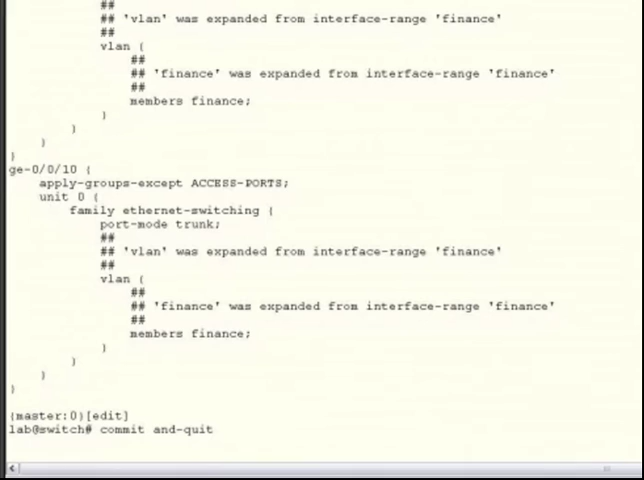 ##
## 'vlan' was expanded from interface-range 'finance'
##
vlan {
##
## 'finance' was expanded from interface-range 'finance'
##
members finance;
}
}
}
}
ge-0/0/10 {
apply-groups-except ACCESS-PORTS;
unit 0 {
family ethernet-switching {
port-mode trunk;
##
## 'vlan' was expanded from interface-range 'finance'
##
vlan {
##
## 'finance' was expanded from interface-range 'finance'
##
members finance;
}
}
}
}
{master:0}[edit]
lab@switch# commit and-quit